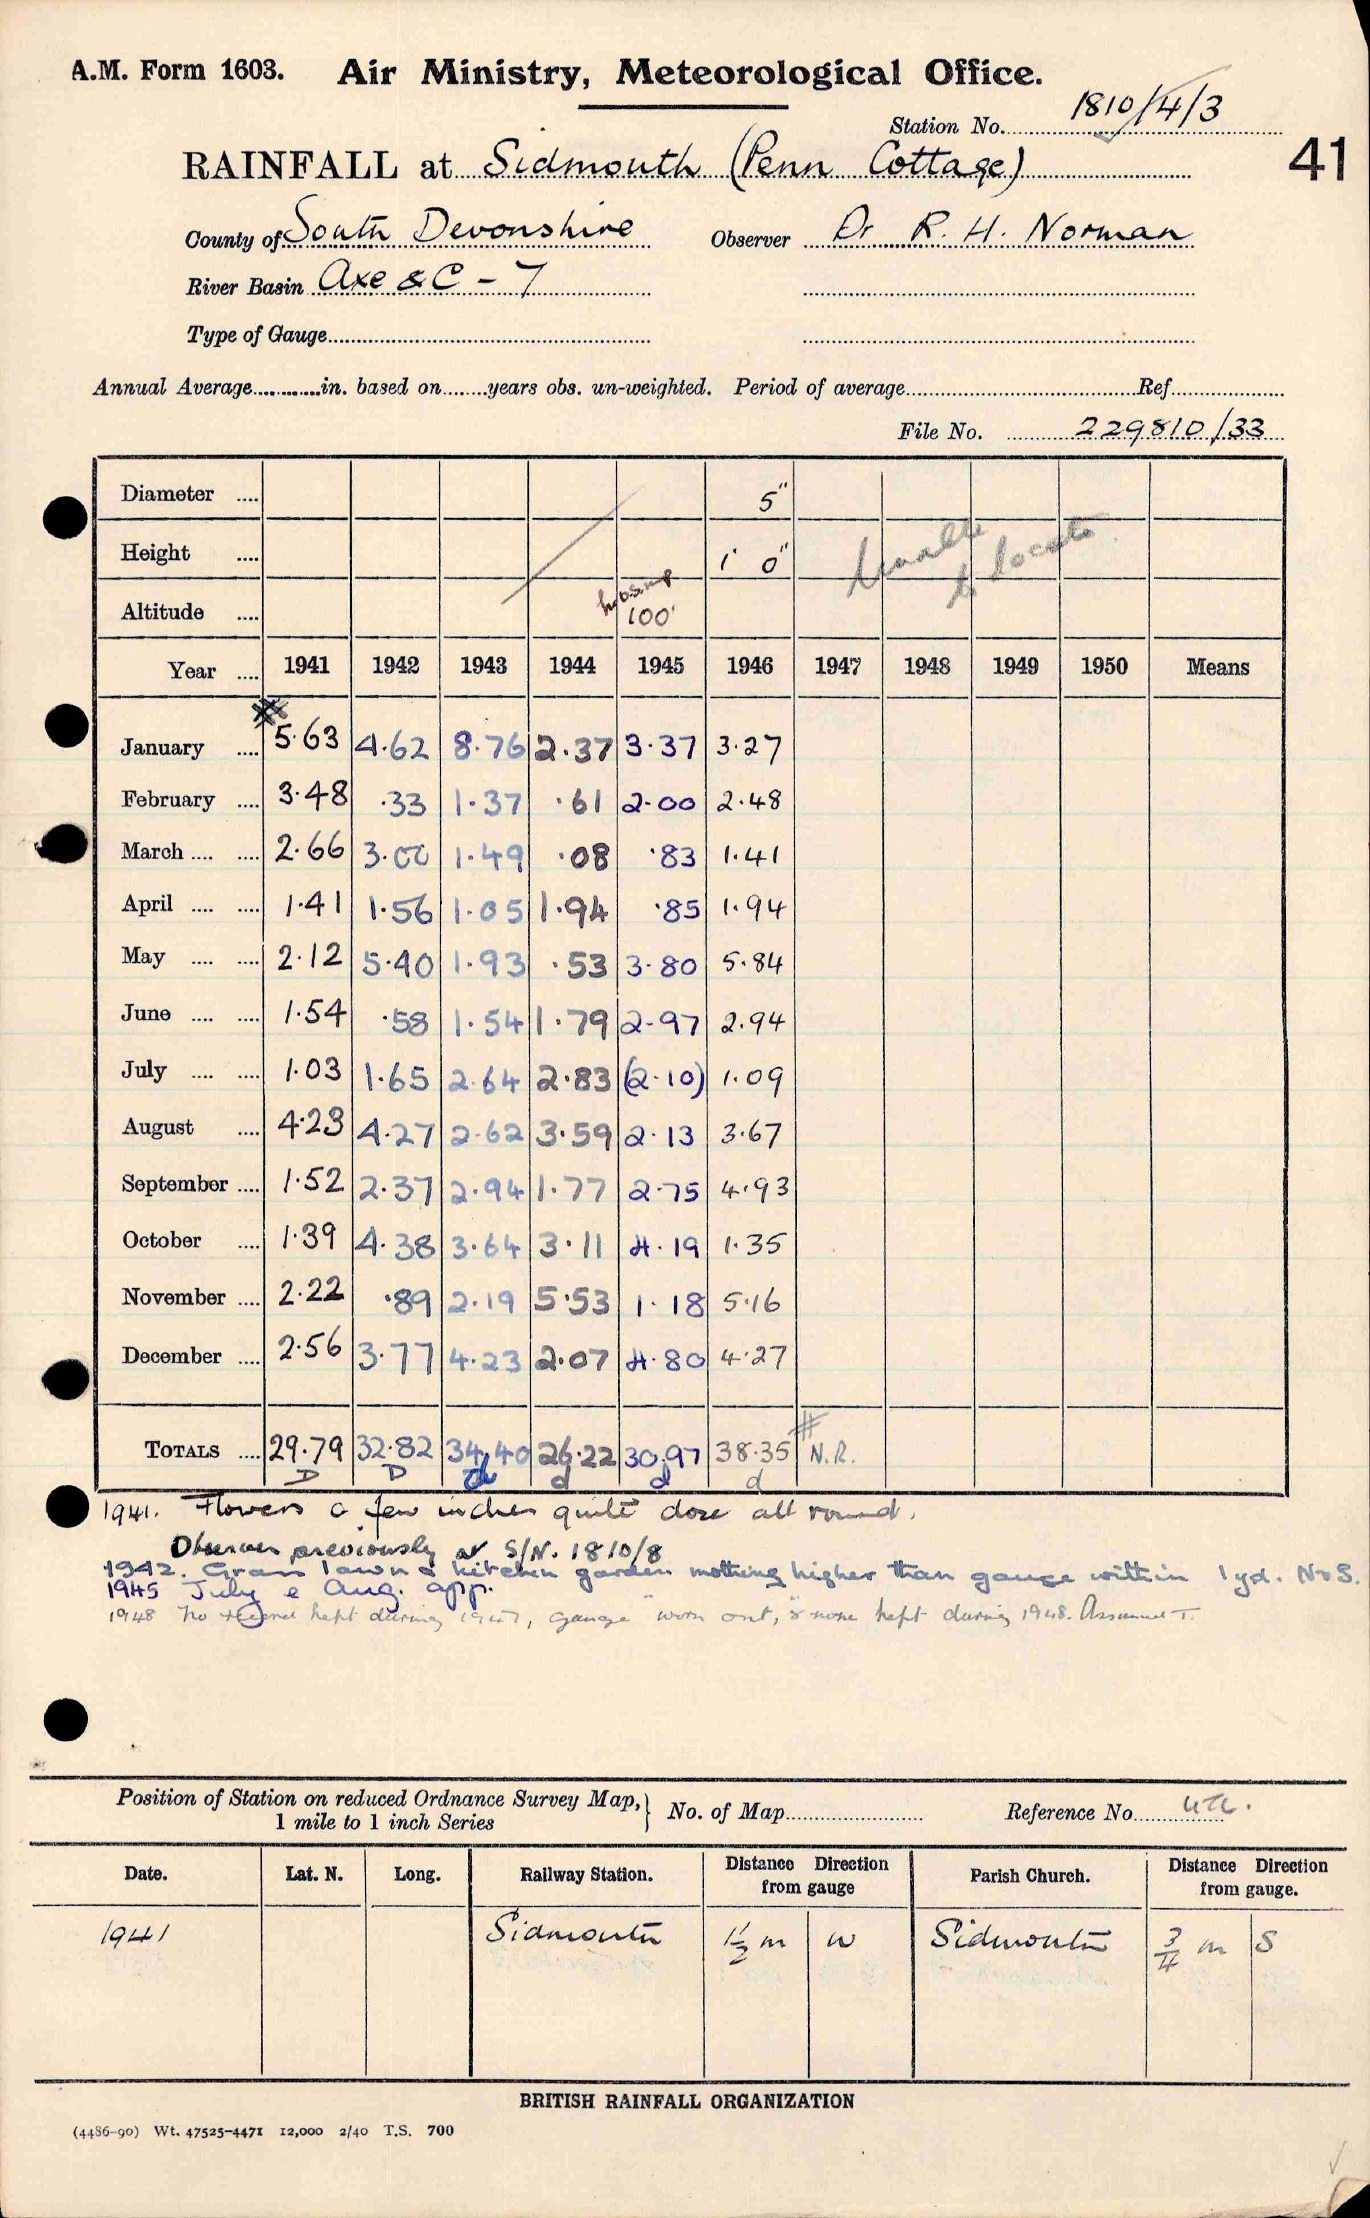 A.M. Form 1603. Air Ministry, Meteorological Office.
Station No. 1810/4/3
41
RAINFALL at Sidmouth (Penn Cottage)
County of South Devonshire Observer Dr R. H. Norman
River Basin Axe &C - 7
Type of Gauge
Annual Average in. based on years obs. un-weighted. Period of average Ref
File No. 229810/33
Diameter 5"
Height 1' 0" Unable to locate
Altitude 100'
Year 1941 1942 1943 1944 1945 1946 1947 1948 1949 1950 Means
January 5.63 4.62 8.76 2.37 3.37 3.27
February 3.48 .33 1.37 .61 2.00 2.48
March 2.66 3.00 1.49 .08 .83 1.41
April 1.41 1.56 1.05 1.94 .85 1.94
May 2.12 5.40 1.93 .53 3.80 5.84
June 1.54 .58 1.54 1.79 2.97 2.94
July 1.03 1.65 2.64 2.83 (2.10) 1.09
August 4.23 4.27 2.62 3.59 2.13 3.67
September 1.52 2.37 2.94 1.77 2.75 4.93
October 1.39 4.38 3.64 3.11 4.19 1.35
November 2.22 .89 2.19 5.53 1.18 5.16
December 2.56 3.77 4.23 2.07 4.80 4.27
TOTALS 29.79 32.82 34.40 26.22 30.97 38.35 N.R.
D D d d d
1941. Flowers a few inches quite close all round.
Observer previously at S/N. 1810/8
1942. Grass lawn & kitchen garden nothing higher than gauge within 1 yd. N & S.
1945 July & Aug. app.
1948 No record kept during 1947, gauge "worn out," & none kept during 1948. Assumed T.
Position of Station on reduced Ordnance Survey Map, 1 mile to 1 inch Series } No. of Map Reference No.
Date. Lat. N. Long. Railway Station. Distance Direction from gauge Parish Church. Distance Direction from gauge.
1941 Sidmouth 1½ m W Sidmouth ¾ m S
BRITISH RAINFALL ORGANIZATION
(4486-90) Wt. 47525-4471 12,000 2/40 T.S. 700